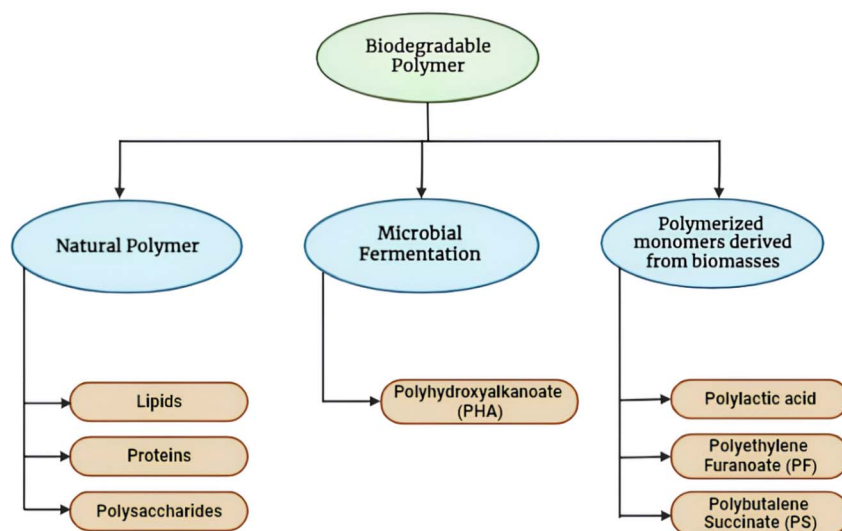 Biodegradable
Polymer
Natural Polymer
Microbial
Fermentation
Polymerized
monomers derived
from biomasses
Lipids
Proteins
Polysaccharides
Polyhydroxyalkanoate
(PHA)
Polylactic acid
Polyethylene
Furanoate (PF)
Polybutalene
Succinate (PS)